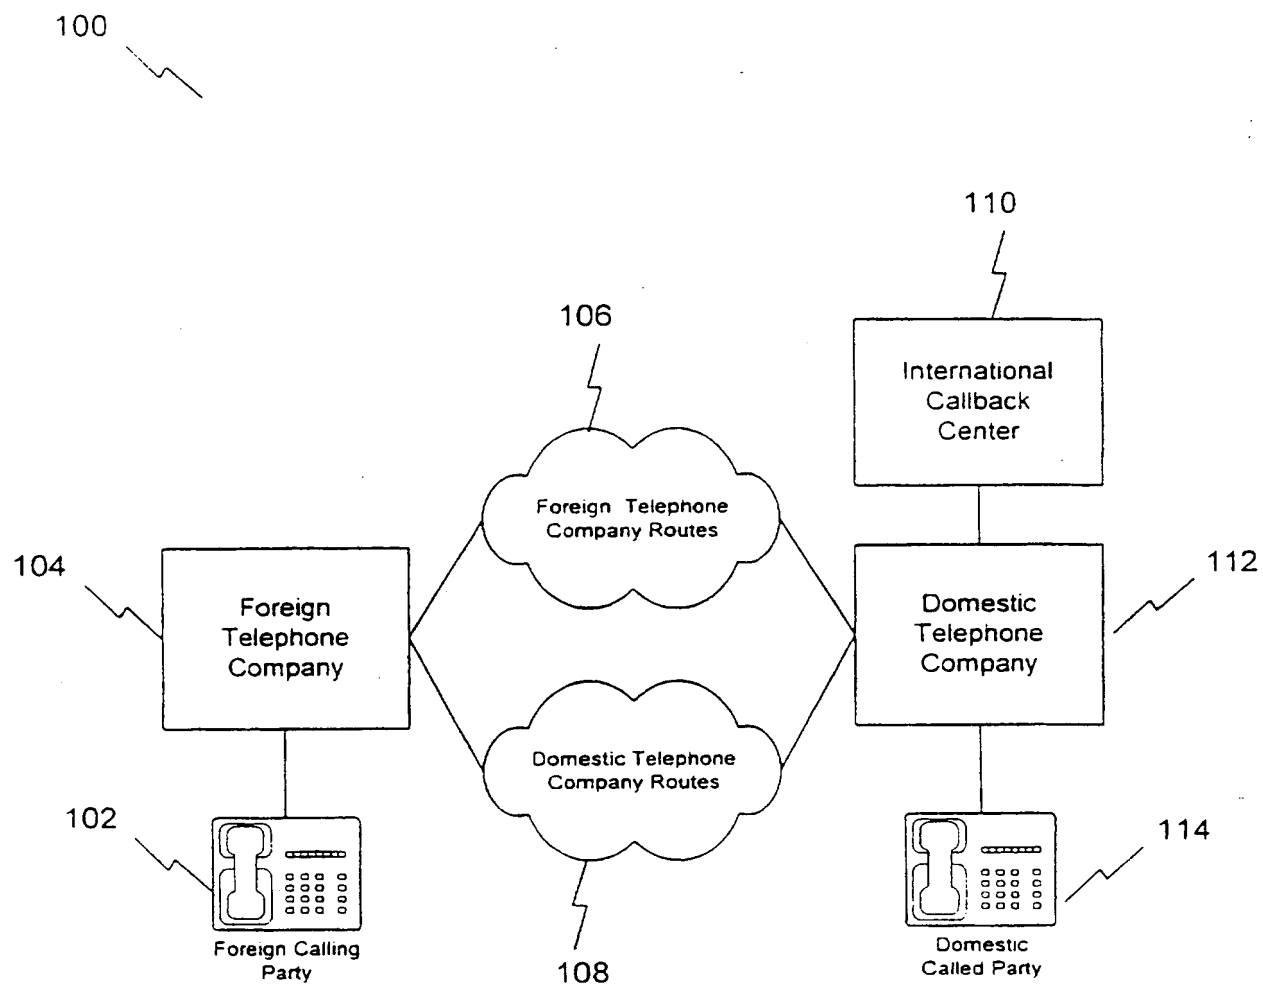 100
110
106
International
Callback
Center
Foreign Telephone
Company Routes
104
112
Foreign
Telephone
Company
Domestic
Telephone
Company
Domestic Telephone
Company Routes
102
114
Foreign Calling
Party
Domestic
Called Party
108